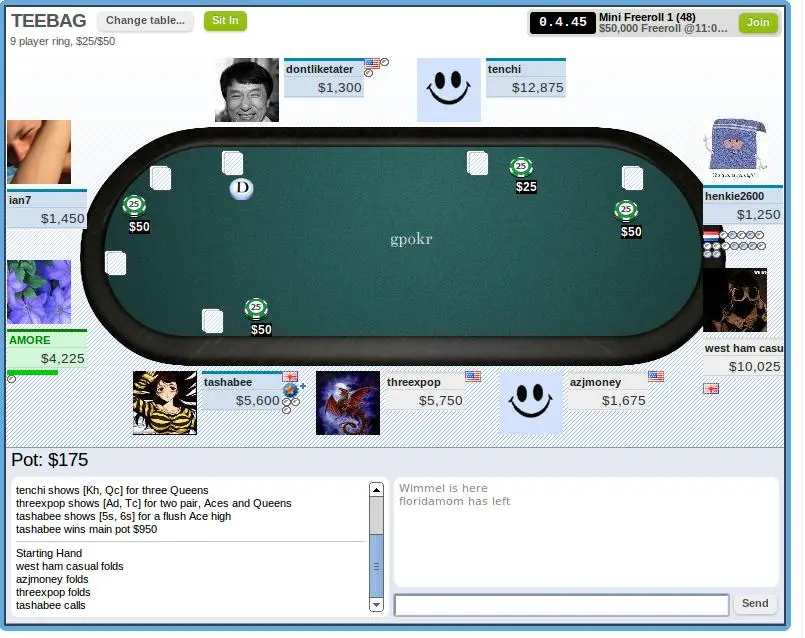 TEEBAG
Change table...
Sit In
0.4.45
Mini Freeroll 1 (48)
$50,000 Freeroll @11:0...
Join
9 player ring, $25/$50
dontliketater
$1,300
tenchi
$12,875
ian7
$1,450
henkie2600
$1,250
D
25
$25
25
$50
25
$50
gpokr
AMORE
$4,225
25
$50
west ham casu
$10,025
tashabee
$5,600
threexpop
$5,750
azjmoney
$1,675
Pot: $175
tenchi shows [Kh, Qc] for three Queens
threexpop shows [Ad, Tc] for two pair, Aces and Queens
tashabee shows [5s, 6s] for a flush Ace high
tashabee wins main pot $950
Starting Hand
west ham casual folds
azjmoney folds
threexpop folds
tashabee calls
Wimmel is here
floridamom has left
Send